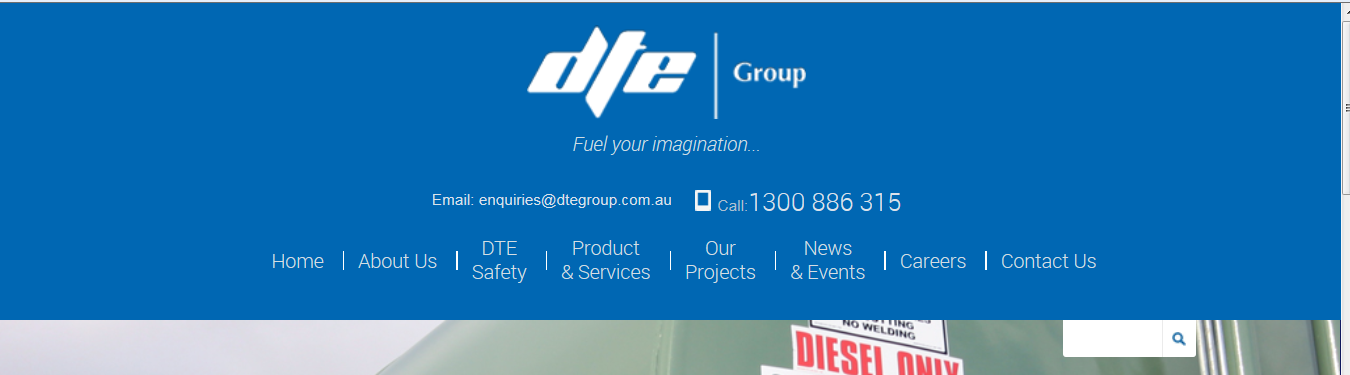 dte Group
Fuel your imagination...
Email: enquiries@dtegroup.com.au Call: 1300 886 315
Home
About Us
DTE
Safety
Product
& Services
Our
Projects
News
& Events
Careers
Contact Us
NO WELDING
DIESEL ONLY